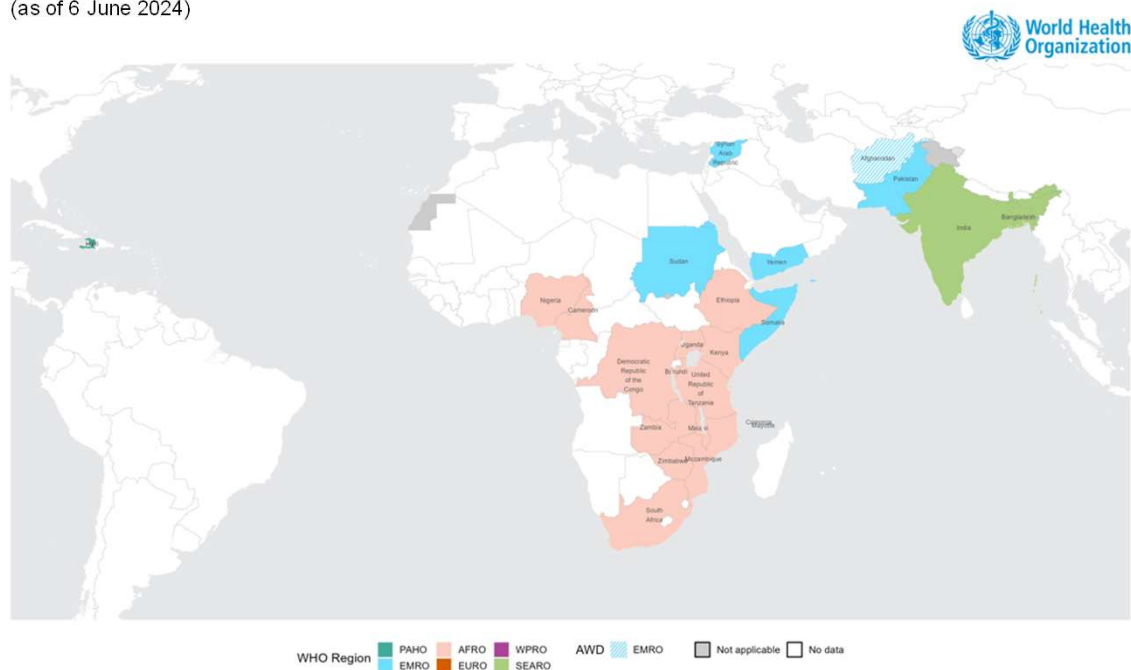 (as of 6 June 2024)
World Health
Organization
Syrian
Arab
Republic
Afghanistan
Pakistan
India
Bangladesh
Sudan
Yemen
Nigeria
Cameroon
Ethiopia
Somalia
Uganda
Kenya
Democratic
Republic
of the
Congo
Burundi
United
Republic
of
Tanzania
Zambia
Malawi
Comoros
Mayotte
Zimbabwe
Mozambique
South
Africa
WHO Region
PAHO
AFRO
WPRO
AWD
EMRO
Not applicable
No data
EMRO
EURO
SEARO